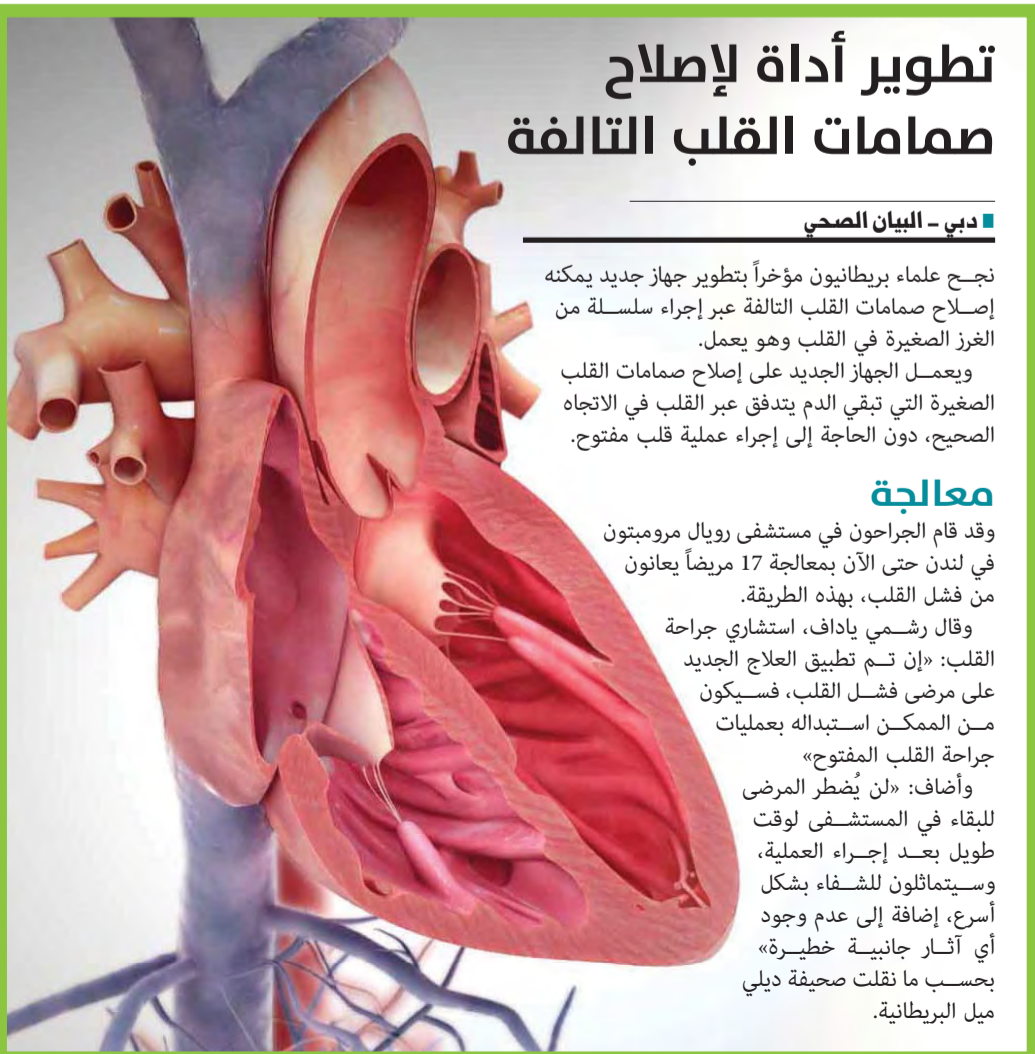 تطوير أداة لإصلاح
صمامات القلب التالفة
دبي – البيان الصحي
نجح علماء بريطانيون مؤخراً بتطوير جهاز جديد يمكنه
إصلاح صمامات القلب التالفة عبر إجراء سلسلة من
الغرز الصغيرة في القلب وهو يعمل.
ويعمل الجهاز الجديد على إصلاح صمامات القلب
الصغيرة التي تبقي الدم يتدفق عبر القلب في الاتجاه
الصحيح، دون الحاجة إلى إجراء عملية قلب مفتوح.
معالجة
وقد قام الجراحون في مستشفى رويال مرومبتون
في لندن حتى الآن بمعالجة 17 مريضاً يعانون
من فشل القلب، بهذه الطريقة.
وقال رشمي ياداف، استشاري جراحة
القلب: «إن تم تطبيق العلاج الجديد
على مرضى فشل القلب، فسيكون
من الممكن استبداله بعمليات
جراحة القلب المفتوح»
وأضاف: «لن يُضطر المرضى
للبقاء في المستشفى لوقت
طويل بعد إجراء العملية،
وسيتماثلون للشفاء بشكل
أسرع، إضافة إلى عدم وجود
أي آثار جانبية خطيرة»
بحسب ما نقلت صحيفة ديلي
ميل البريطانية.